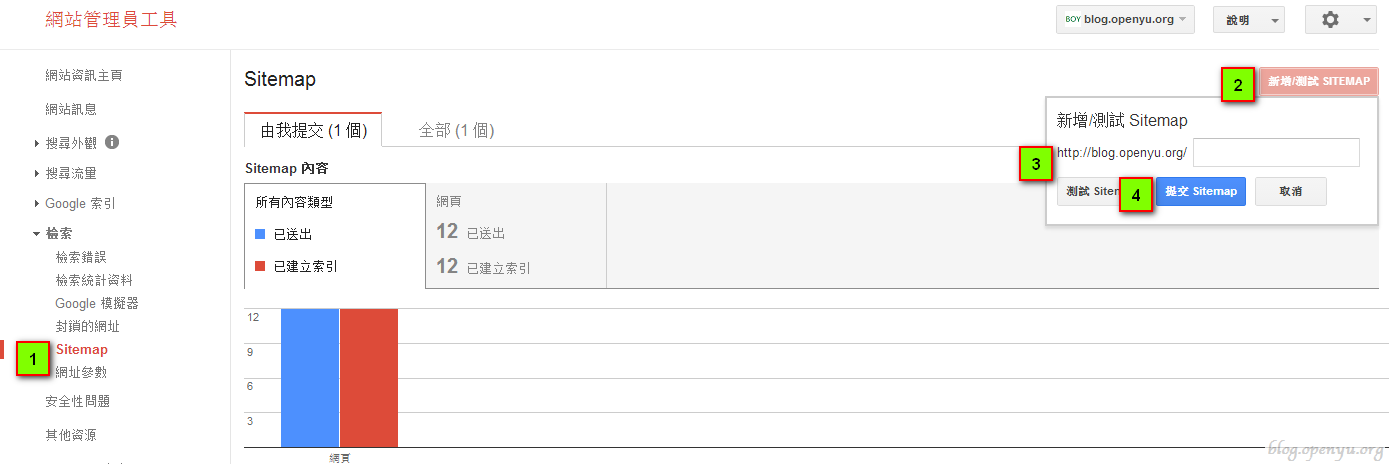 網站管理員工具
BOY blog.openyu.org
說明
網站資訊主頁
網站訊息
搜尋外觀
搜尋流量
Google 索引
檢索
檢索錯誤
檢索統計資料
Google 模擬器
封鎖的網址
1 Sitemap
網址參數
安全性問題
其他資源
Sitemap
2 新增/測試 SITEMAP
由我提交 (1 個)
全部 (1 個)
新增/測試 Sitemap
3 http://blog.openyu.org/
測試
4 提交 Sitemap
取消
Sitemap 內容
所有內容類型
已送出
已建立索引
網頁
12 已送出
12 已建立索引
12
9
6
3
網頁
blog.openyu.org